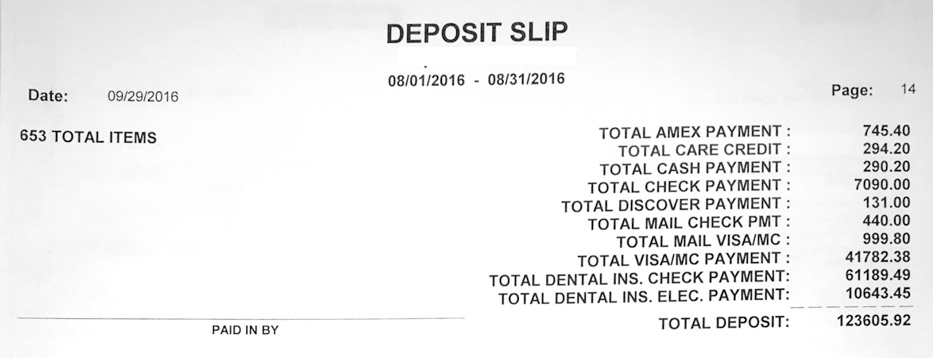 DEPOSIT SLIP
08/01/2016 - 08/31/2016
Date: 09/29/2016
Page: 14
653 TOTAL ITEMS
TOTAL AMEX PAYMENT : 745.40
TOTAL CARE CREDIT : 294.20
TOTAL CASH PAYMENT : 290.20
TOTAL CHECK PAYMENT : 7090.00
TOTAL DISCOVER PAYMENT : 131.00
TOTAL MAIL CHECK PMT : 440.00
TOTAL MAIL VISA/MC : 999.80
TOTAL VISA/MC PAYMENT : 41782.38
TOTAL DENTAL INS. CHECK PAYMENT: 61189.49
TOTAL DENTAL INS. ELEC. PAYMENT: 10643.45
TOTAL DEPOSIT: 123605.92
PAID IN BY